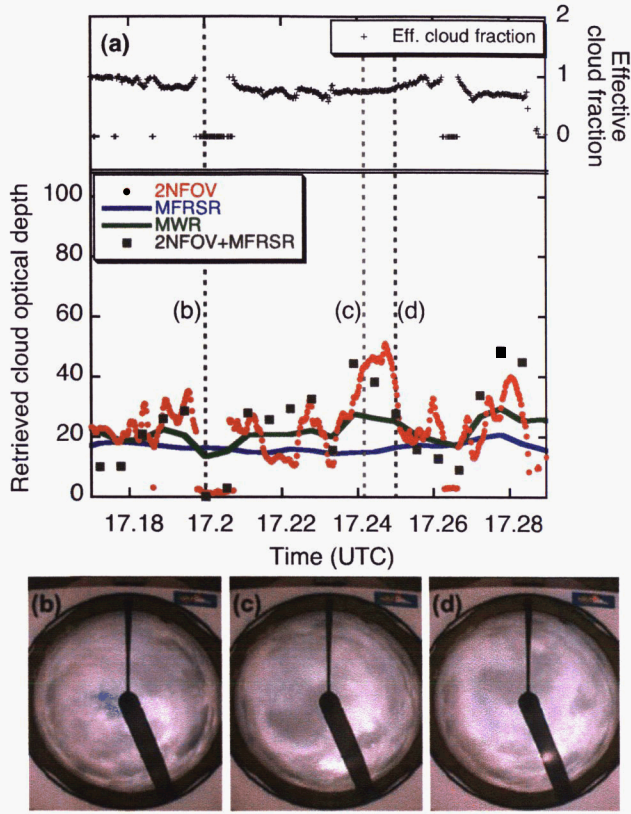 2
(a)
+ Eff. cloud fraction
1
0
Effective
cloud fraction
100
80
60
40
20
0
Retrieved cloud optical depth
2NFOV
MFRSR
MWR
2NFOV+MFRSR
(b)
(c)
(d)
17.18
17.2
17.22
17.24
17.26
17.28
Time (UTC)
(b)
(c)
(d)